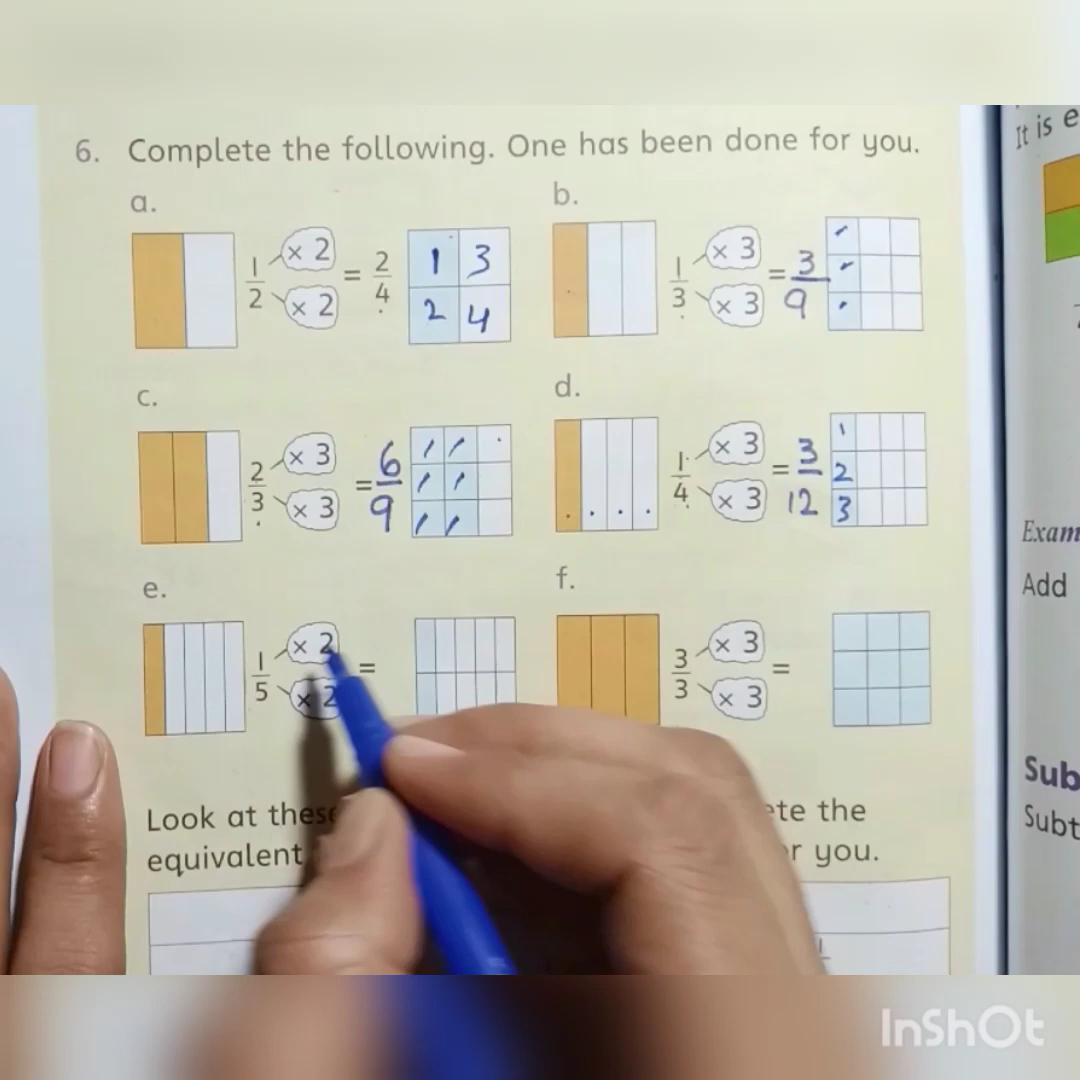 6. Complete the following. One has been done for you.
a.
1/2 × 2 × 2 = 2/4
1 3
2 4
b.
1/3 × 3 × 3 = 3/9
c.
2/3 × 3 × 3 = 6/9
d.
1/4 × 3 × 3 = 3/12
1
2
3
e.
1/5 × 2 × 2 =
f.
3/3 × 3 × 3 =
Look at these the
equivalent you.
It is
Exam
Add
Sub
Subt
InShOt